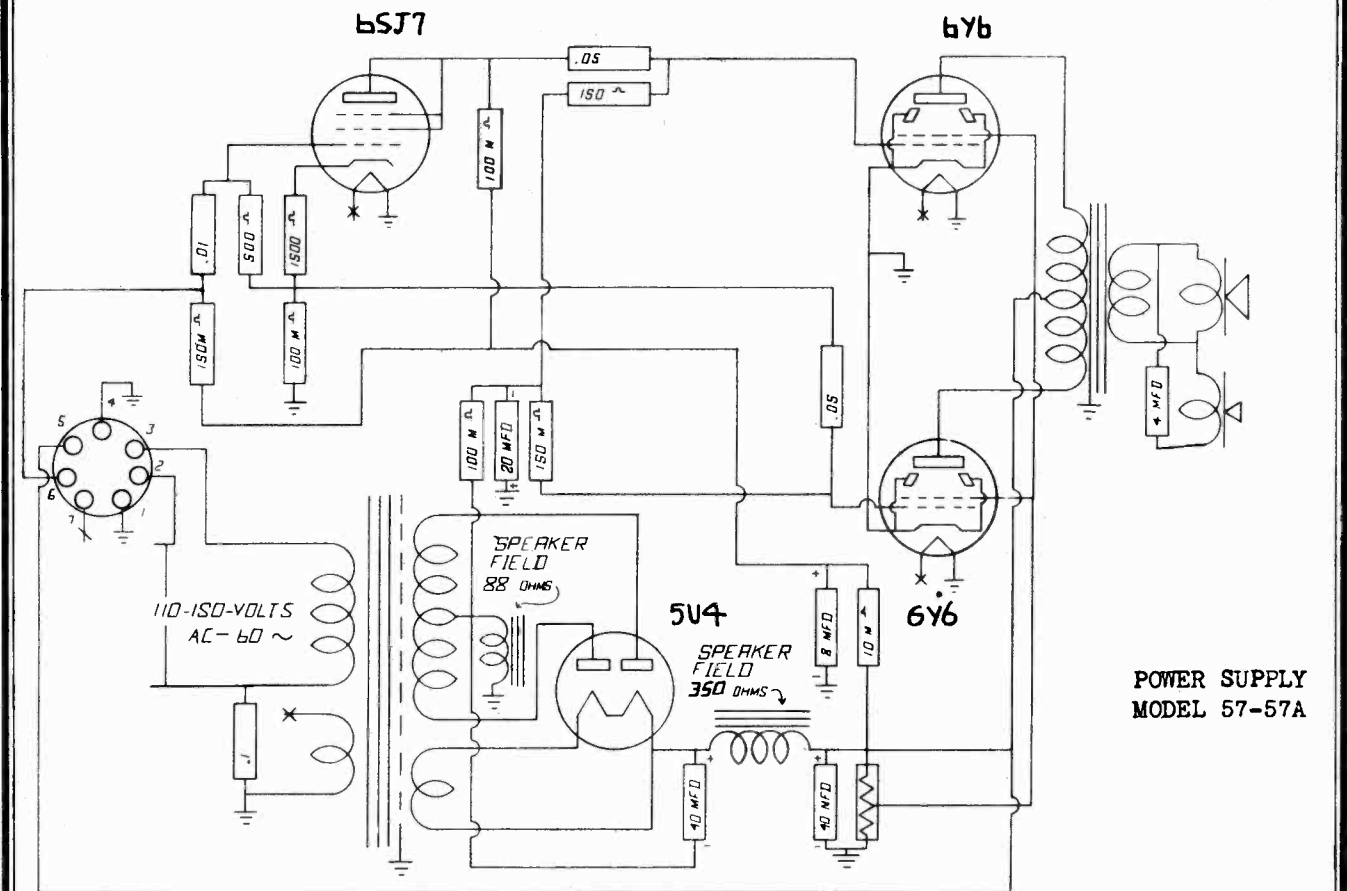 6SJ7
6Y6
.05
150 ~
100 M Ω
.01
500 Ω
1500 Ω
150M Ω
100 M Ω
.05
4 MFD
4
5
3
2
6
7
1
100 M Ω
20 MFD
150 M Ω
-
+
SPEAKER
FIELD
88 OHMS
110-150-VOLTS
AC-60 ~
5U4
6Y6
SPEAKER
FIELD
350 OHMS
+
8 MFD
-
10 M
POWER SUPPLY
MODEL 57-57A
.1
+
40 MFD
-
+
40 MFD
-